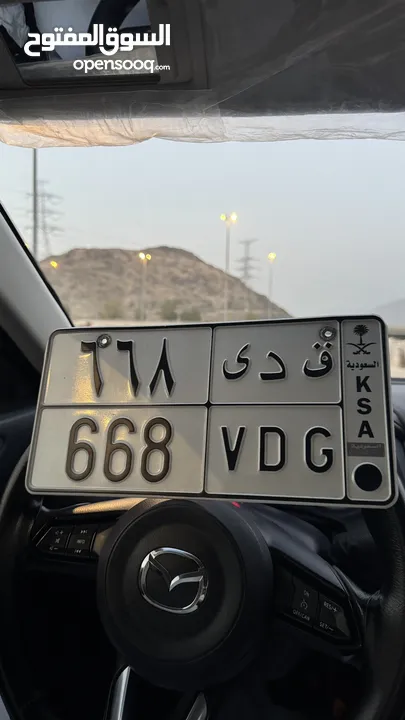 السوق المفتوح
opensooq.com
٦٦٨
ق د ى
668
VDG
السعودية
KSA